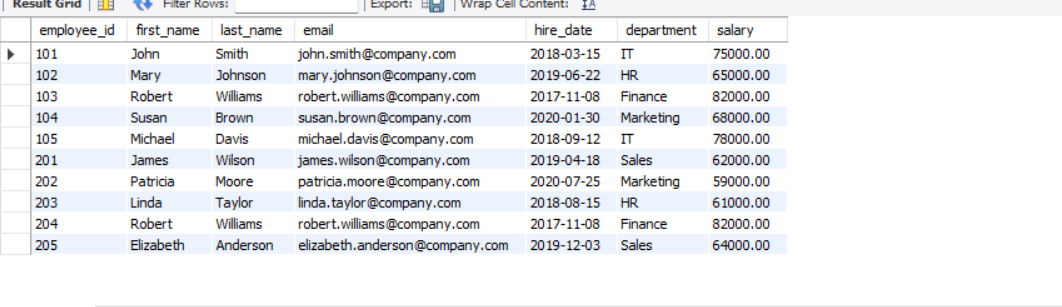 Result Grid | Filter Rows: | Export: | Wrap Cell Content: IA
employee_id first_name last_name email hire_date department salary
101 John Smith john.smith@company.com 2018-03-15 IT 75000.00
102 Mary Johnson mary.johnson@company.com 2019-06-22 HR 65000.00
103 Robert Williams robert.williams@company.com 2017-11-08 Finance 82000.00
104 Susan Brown susan.brown@company.com 2020-01-30 Marketing 68000.00
105 Michael Davis michael.davis@company.com 2018-09-12 IT 78000.00
201 James Wilson james.wilson@company.com 2019-04-18 Sales 62000.00
202 Patricia Moore patricia.moore@company.com 2020-07-25 Marketing 59000.00
203 Linda Taylor linda.taylor@company.com 2018-08-15 HR 61000.00
204 Robert Williams robert.williams@company.com 2017-11-08 Finance 82000.00
205 Elizabeth Anderson elizabeth.anderson@company.com 2019-12-03 Sales 64000.00